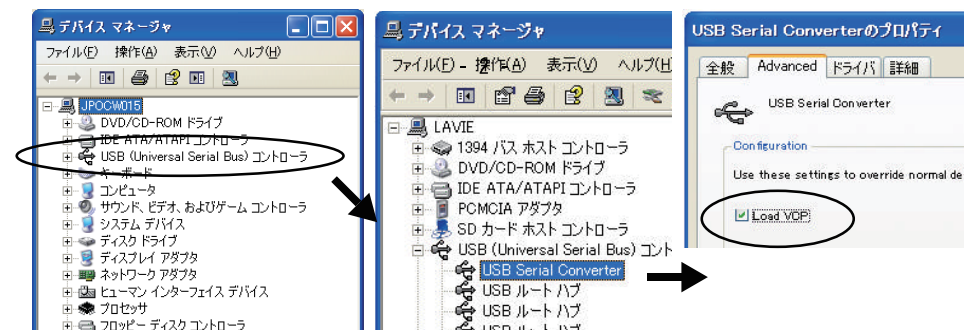 デバイス マネージャ
ファイル(F) 操作(A) 表示(V) ヘルプ(H)
JPOCW015
DVD/CD-ROM ドライブ
IDE ATA/ATAPI コントローラ
USB (Universal Serial Bus) コントローラ
キーボード
コンピュータ
サウンド、ビデオ、およびゲーム コントローラ
システム デバイス
ディスク ドライブ
ディスプレイ アダプタ
ネットワーク アダプタ
ヒューマン インターフェイス デバイス
プロセッサ
フロッピー ディスク コントローラ
デバイス マネージャ
ファイル(F) 操作(A) 表示(V) ヘルプ(H
LAVIE
1394 バス ホスト コントローラ
DVD/CD-ROM ドライブ
IDE ATA/ATAPI コントローラ
PCMCIA アダプタ
SD カード ホスト コントローラ
USB (Universal Serial Bus) コント
USB Serial Converter
USB ルート ハブ
USB ルート ハブ
USB ルート ハブ
USB Serial Converterのプロパティ
全般 Advanced ドライバ 詳細
USB Serial Converter
Configuration
Use these settings to override normal de
Load VCP